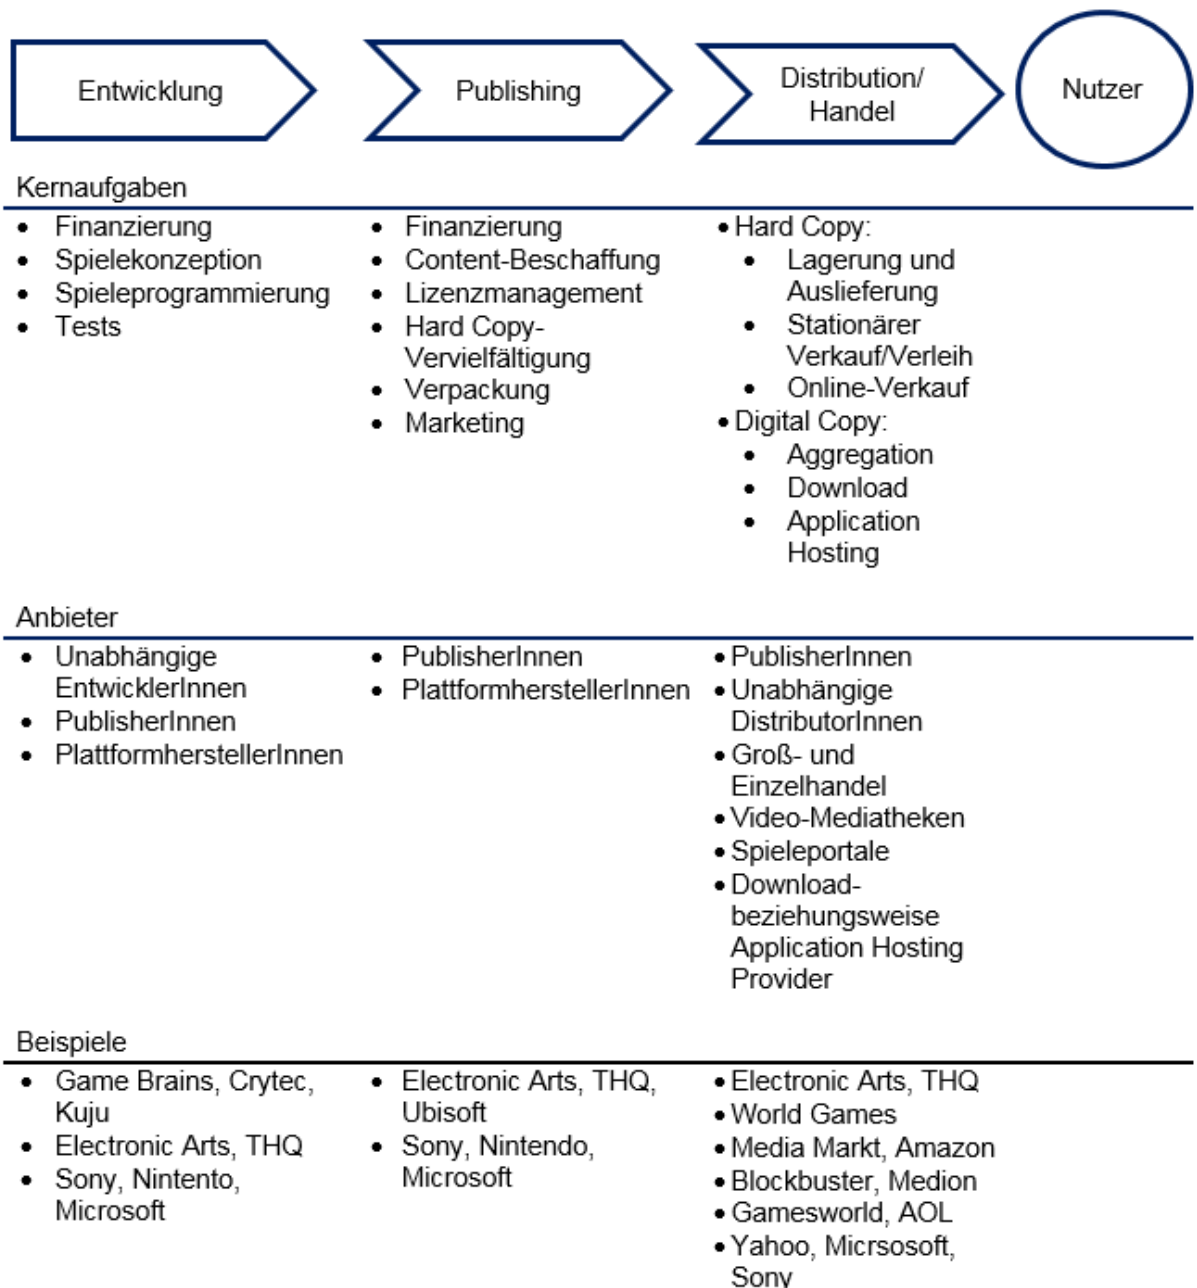 Entwicklung
Publishing
Distribution/
Handel
Nutzer
Kernaufgaben
• Finanzierung
• Spielekonzeption
• Spieleprogrammierung
• Tests
• Finanzierung
• Content-Beschaffung
• Lizenzmanagement
• Hard Copy-
Vervielfältigung
• Verpackung
• Marketing
• Hard Copy:
• Lagerung und
Auslieferung
• Stationärer
Verkauf/Verleih
• Online-Verkauf
• Digital Copy:
• Aggregation
• Download
• Application
Hosting
Anbieter
• Unabhängige
EntwicklerInnen
• PublisherInnen
• PlattformherstellerInnen
• PublisherInnen
• PlattformherstellerInnen
• PublisherInnen
• Unabhängige
DistributorInnen
• Groß- und
Einzelhandel
• Video-Mediatheken
• Spieleportale
• Download-
beziehungsweise
Application Hosting
Provider
Beispiele
• Game Brains, Crytec,
Kuju
• Electronic Arts, THQ
• Sony, Nintento,
Microsoft
• Electronic Arts, THQ,
Ubisoft
• Sony, Nintendo,
Microsoft
• Electronic Arts, THQ
• World Games
• Media Markt, Amazon
• Blockbuster, Medion
• Gamesworld, AOL
• Yahoo, Micrsosoft,
Sony